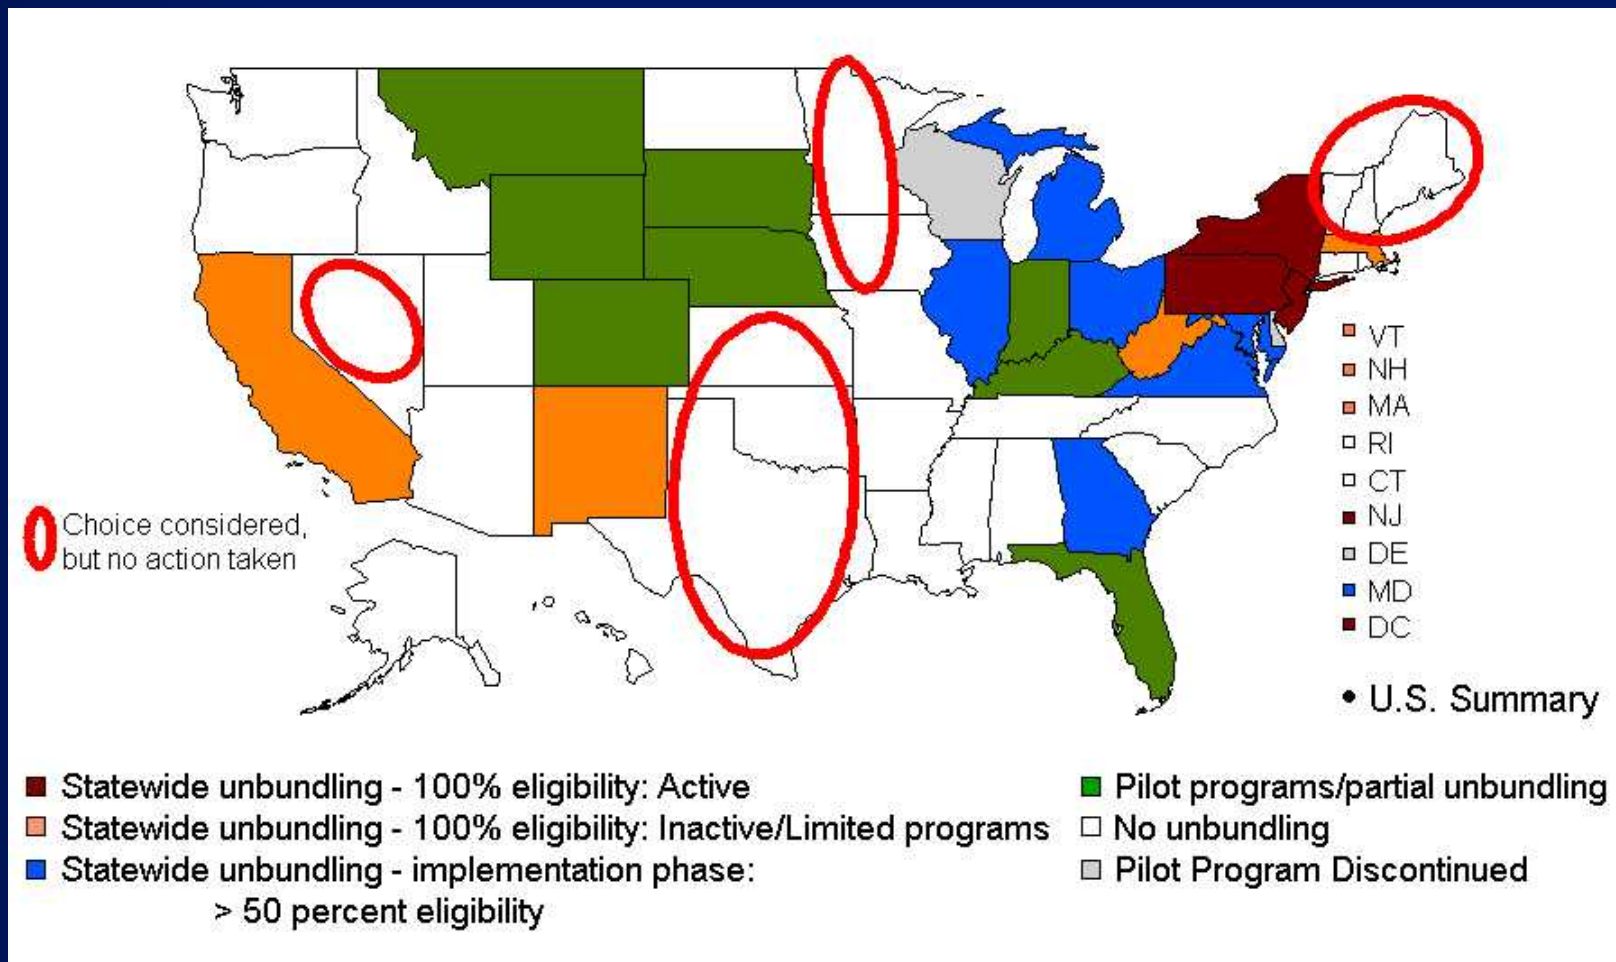 VT
NH
MA
RI
CT
NJ
DE
MD
DC
Choice considered,
but no action taken
• U.S. Summary
Statewide unbundling - 100% eligibility: Active
Statewide unbundling - 100% eligibility: Inactive/Limited programs
Statewide unbundling - implementation phase:
> 50 percent eligibility
Pilot programs/partial unbundling
No unbundling
Pilot Program Discontinued